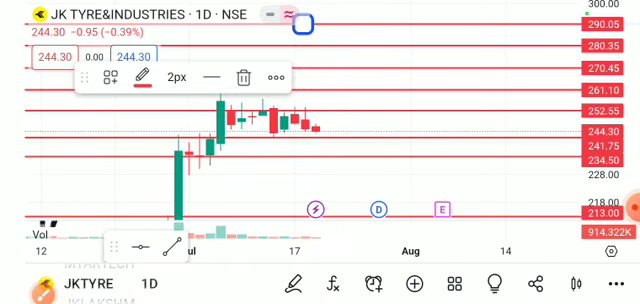 300.00
JK TYRE&INDUSTRIES · 1D · NSE
290.05
244.30 −0.95 (−0.39%)
280.35
244.30 0.00 244.30
270.45
2px
261.10
252.55
244.30
241.75
234.50
228.00
218.00
213.00
Vol
914.322K
12 Jul 17 Aug 14
D E
JKTYRE 1D